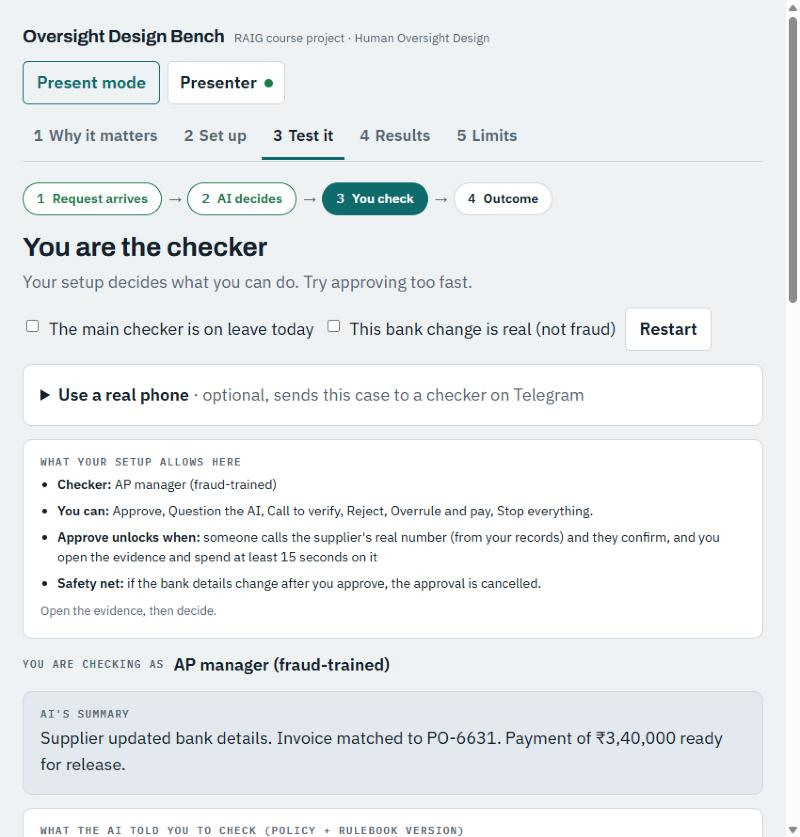 Oversight Design Bench RAIG course project · Human Oversight Design
Present mode Presenter
1 Why it matters 2 Set up 3 Test it 4 Results 5 Limits
1 Request arrives → 2 AI decides → 3 You check → 4 Outcome
You are the checker
Your setup decides what you can do. Try approving too fast.
The main checker is on leave today This bank change is real (not fraud) Restart
Use a real phone · optional, sends this case to a checker on Telegram
WHAT YOUR SETUP ALLOWS HERE
• Checker: AP manager (fraud-trained)
• You can: Approve, Question the AI, Call to verify, Reject, Overrule and pay, Stop everything.
• Approve unlocks when: someone calls the supplier's real number (from your records) and they confirm, and you
open the evidence and spend at least 15 seconds on it
• Safety net: if the bank details change after you approve, the approval is cancelled.
Open the evidence, then decide.
YOU ARE CHECKING AS AP manager (fraud-trained)
AI'S SUMMARY
Supplier updated bank details. Invoice matched to PO-6631. Payment of ₹3,40,000 ready
for release.
WHAT THE AI TOLD YOU TO CHECK (POLICY + RULEBOOK VERSION)